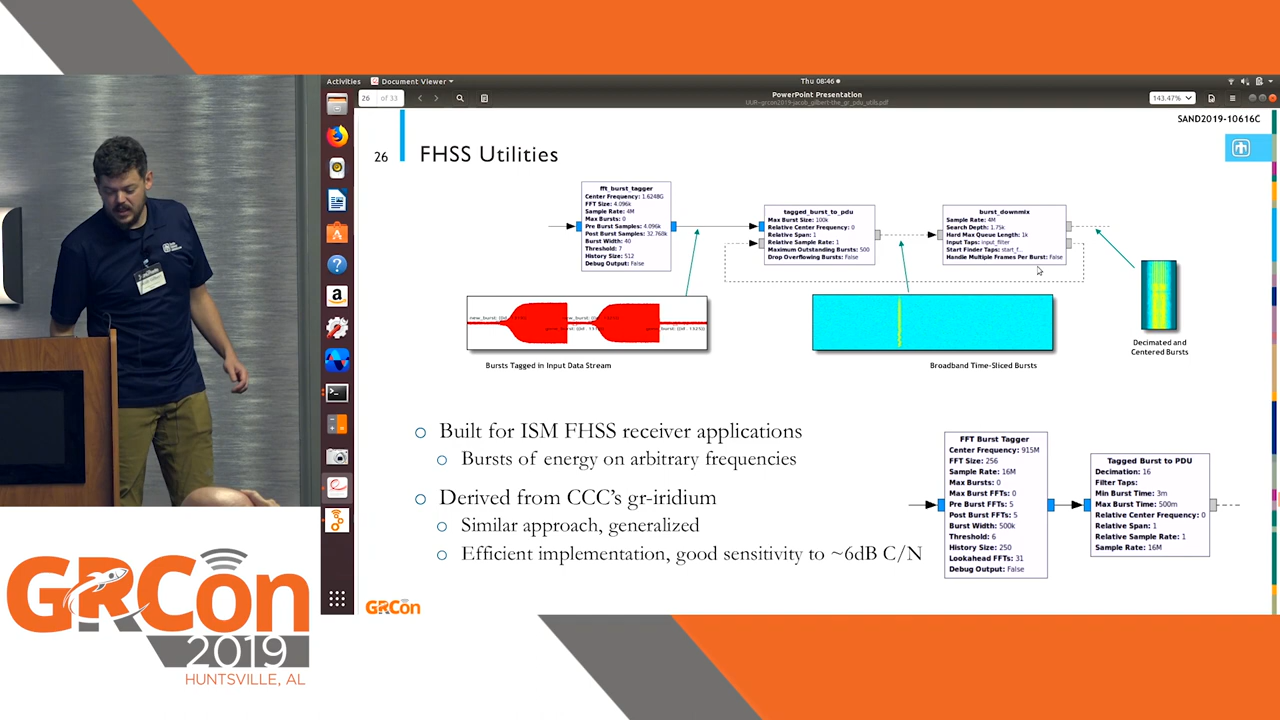 Activities
Document Viewer
Thu 08:46
26 of 33
PowerPoint Presentation
UUR-grcon2019-jacob_gilbert-the_gr_pdu_utils.pdf
143.47%
SAND2019-10616C
26
FHSS Utilities
fft_burst_tagger
Center Frequency: 1.6248G
FFT Size: 4.096k
Sample Rate: 4M
Max Bursts: 0
Pre Burst Samples: 4.096k
Post Burst Samples: 32.768k
Burst Width: 40
Threshold: 7
History Size: 512
Debug Output: False
tagged_burst_to_pdu
Max Burst Size: 100k
Relative Center Frequency: 0
Relative Span: 1
Relative Sample Rate: 1
Maximum Outstanding Bursts: 500
Drop Overflowing Bursts: False
burst_downmix
Sample Rate: 4M
Search Depth: 1.75k
Hard Max Queue Length: 1k
Input Taps: input_filter
Start Finder Taps: start_f...
Handle Multiple Frames Per Burst: False
Bursts Tagged in Input Data Stream
Broadband Time-Sliced Bursts
Decimated and
Centered Bursts
Built for ISM FHSS receiver applications
Bursts of energy on arbitrary frequencies
Derived from CCC's gr-iridium
Similar approach, generalized
Efficient implementation, good sensitivity to ~6dB C/N
FFT Burst Tagger
Center Frequency: 915M
FFT Size: 256
Sample Rate: 16M
Max Bursts: 0
Max Burst FFTs: 0
Pre Burst FFTs: 5
Post Burst FFTs: 5
Burst Width: 500k
Threshold: 6
History Size: 250
Lookahead FFTs: 31
Debug Output: False
Tagged Burst to PDU
Decimation: 16
Filter Taps:
Min Burst Time: 3m
Max Burst Time: 500m
Relative Center Frequency: 0
Relative Span: 1
Relative Sample Rate: 1
Sample Rate: 16M
GRCon
GRCon
2019
HUNTSVILLE, AL